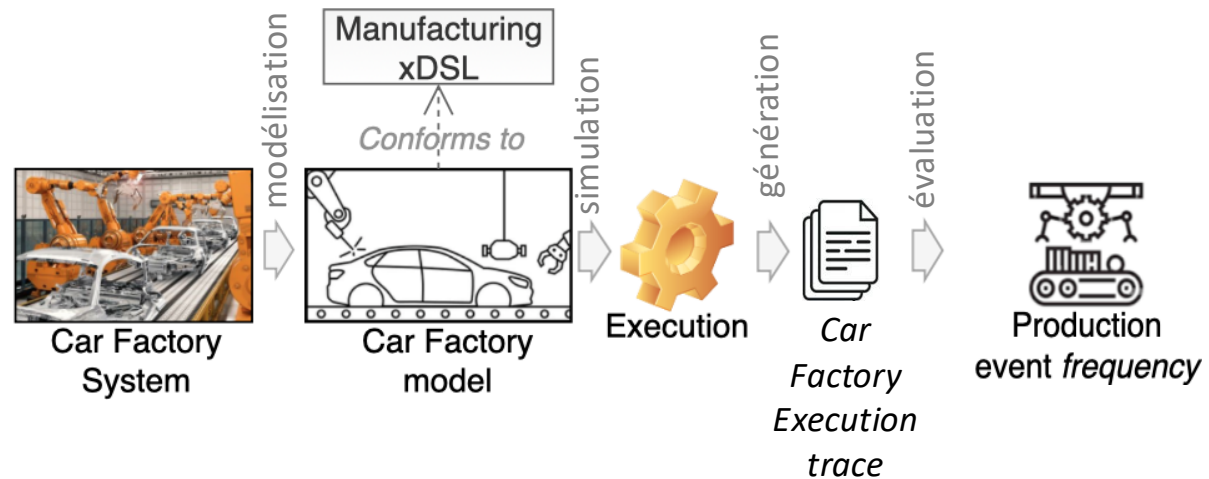 Manufacturing
xDSL
Conforms to
modélisation
simulation
génération
évaluation
Car Factory
System
Car Factory
model
Execution
Car
Factory
Execution
trace
Production
event frequency